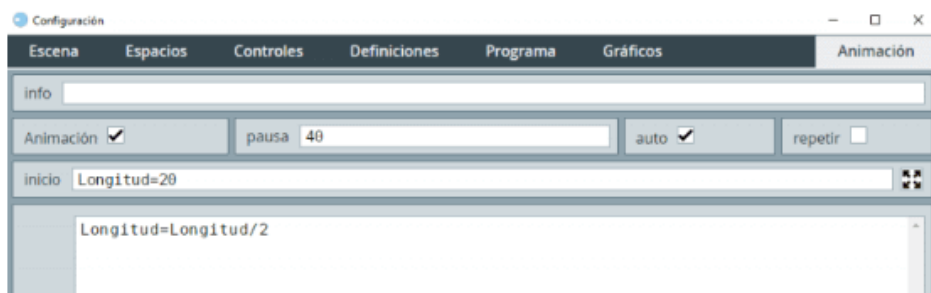 Configuración
Escena Espacios Controles Definiciones Programa Gráficos Animación
info
Animación pausa 40 auto repetir
inicio Longitud=20
Longitud=Longitud/2